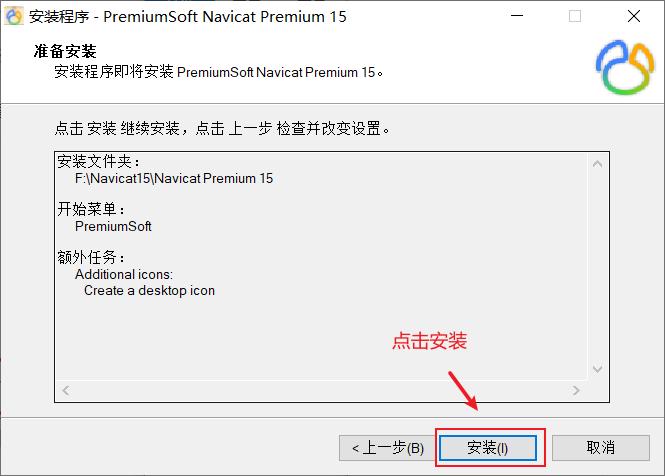 安装程序 - PremiumSoft Navicat Premium 15
准备安装
安装程序即将安装 PremiumSoft Navicat Premium 15。
点击 安装 继续安装，点击 上一步 检查并改变设置。
安装文件夹：
F:\Navicat15\Navicat Premium 15
开始菜单：
PremiumSoft
额外任务：
Additional icons:
Create a desktop icon
点击安装
< 上一步(B) 安装(I) 取消